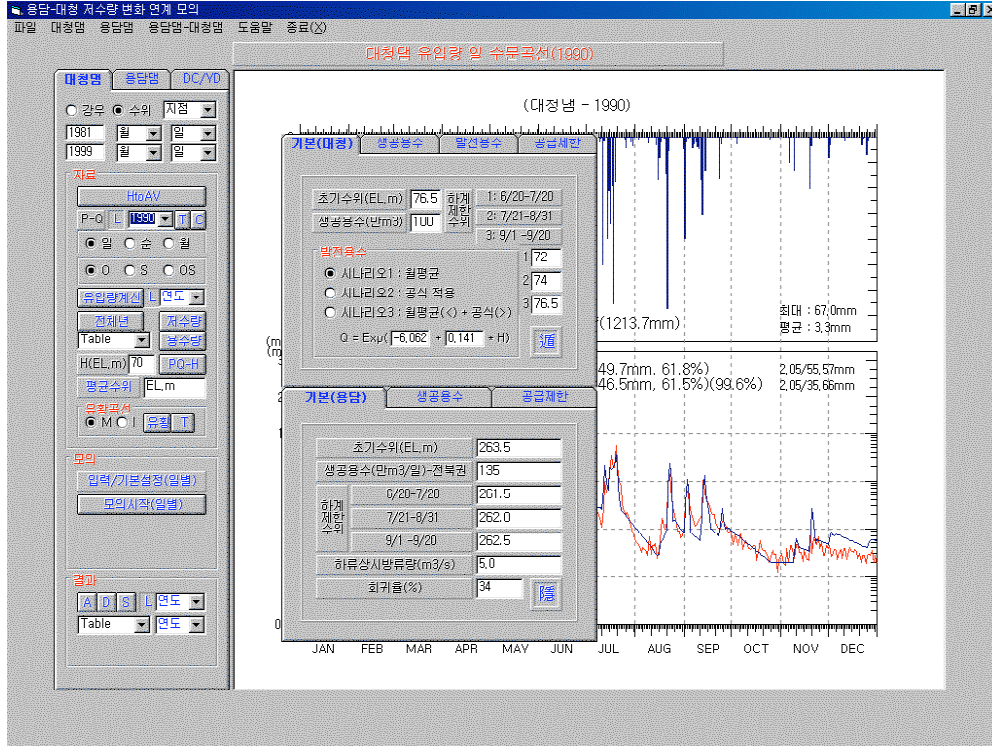 용담-대청 저수량 변화 연계 모의
파일 대청댐 용담댐 용담댐-대청댐 도움말 종료(X)
대청댐 유입량 일 수문곡선(1990)
대청댐 용담댐 DC/YD
강우 수위 지점
1981 월 일
1999 월 일
자료
HtoAV
P-Q L 1990 T C
일 순 월
O S OS
유입량계산 L 연도
전체년 저수량
Table 용수량
H(EL,m) 70 PQ-H
평균수위 EL,m
유황곡선
M I 유황 T
모의
입력/기본설정(일별)
모의시작(일별)
결과
A D S L 연도
Table 연도
(대청댐 - 1990)
기본(대청) 생공용수 발전용수 공급제한
초기수위(EL,m) 76.5
생공용수(만m3) 100
하계
제한
수위
1: 6/20-7/20
2: 7/21-8/31
3: 9/1 -9/20
발전용수
시나리오1 : 월평균
시나리오2 : 공식 적용
시나리오3 : 월평균(<) + 공식(>)
Q = Exp( -6,062 + 0,141 * H)
1 72
2 74
3 76.5
遁
(1213.7mm)
최대 : 67,0mm
평균 : 3,3mm
49.7mm, 61.8%) 2,05/55,57mm
46.5mm, 61.5%)(99.6%) 2,05/35,66mm
기본(용담) 생공용수 공급제한
초기수위(EL,m) 263.5
생공용수(만m3/일)-전북권 135
하계
제한
수위
6/20-7/20 261.5
7/21-8/31 262.0
9/1 -9/20 262.5
하류상시방류량(m3/s) 5,0
회귀율(%) 34
隱
0
JAN FEB MAR APR MAY JUN JUL AUG SEP OCT NOV DEC